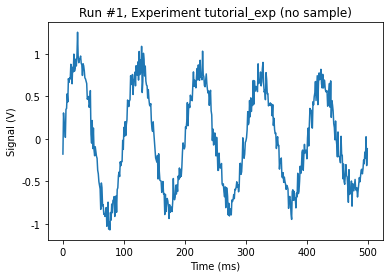 Run #1, Experiment tutorial_exp (no sample)
Signal (V)
1
0.5
0
-0.5
-1
0 100 200 300 400 500
Time (ms)